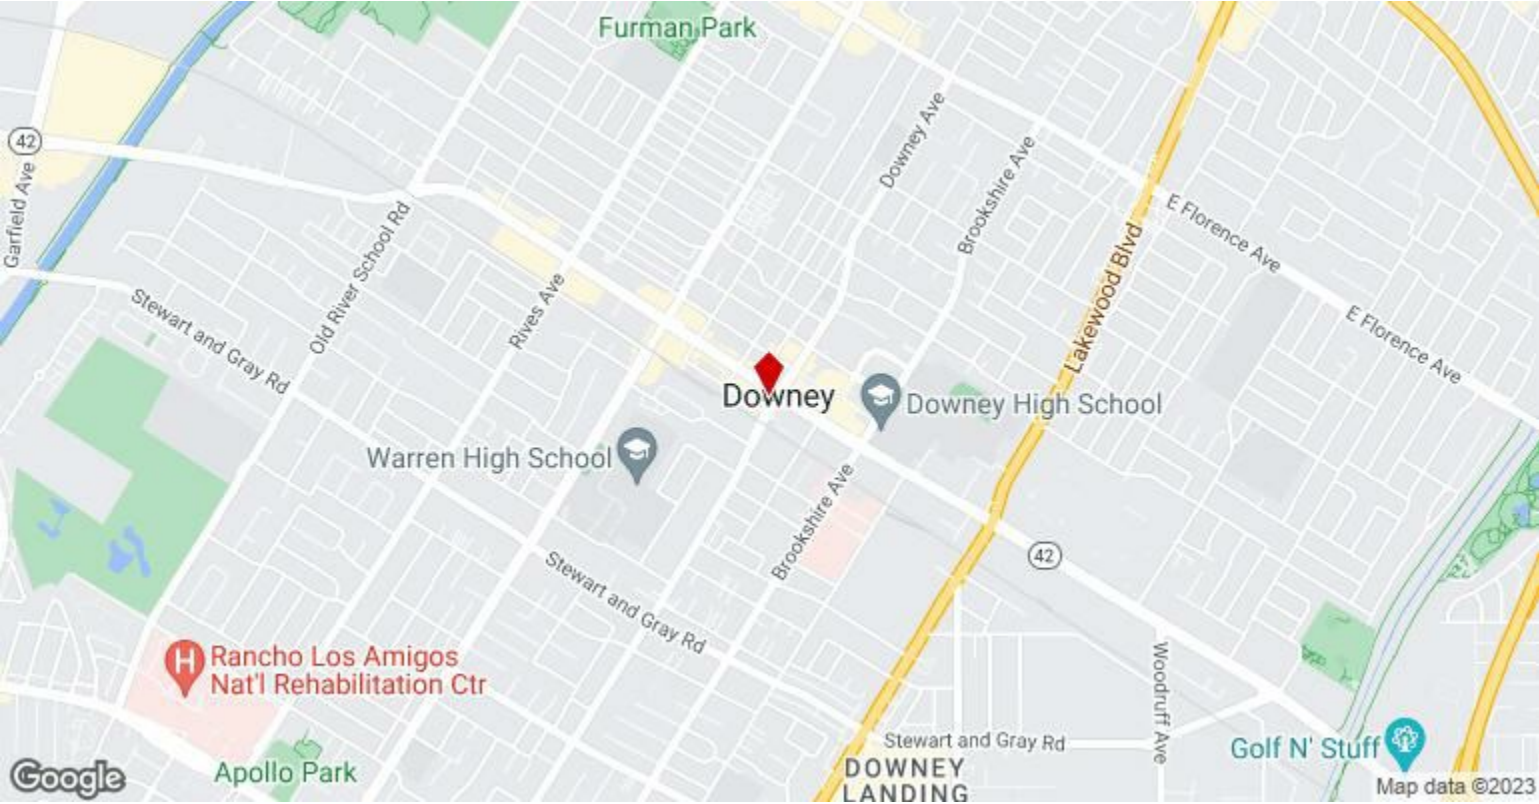 Furman Park
42
Garfield Ave
Downey Ave
Brookshire Ave
E Florence Ave
Old River School Rd
Lakewood Blvd
Stewart and Gray Rd
Rives Ave
E Florence Ave
Downey
Downey High School
Warren High School
Brookshire Ave
42
Stewart and Gray Rd
Rancho Los Amigos
Nat'l Rehabilitation Ctr
Woodruff Ave
Stewart and Gray Rd
Golf N' Stuff
Apollo Park
DOWNEY
LANDING
Google
Map data ©2023
H